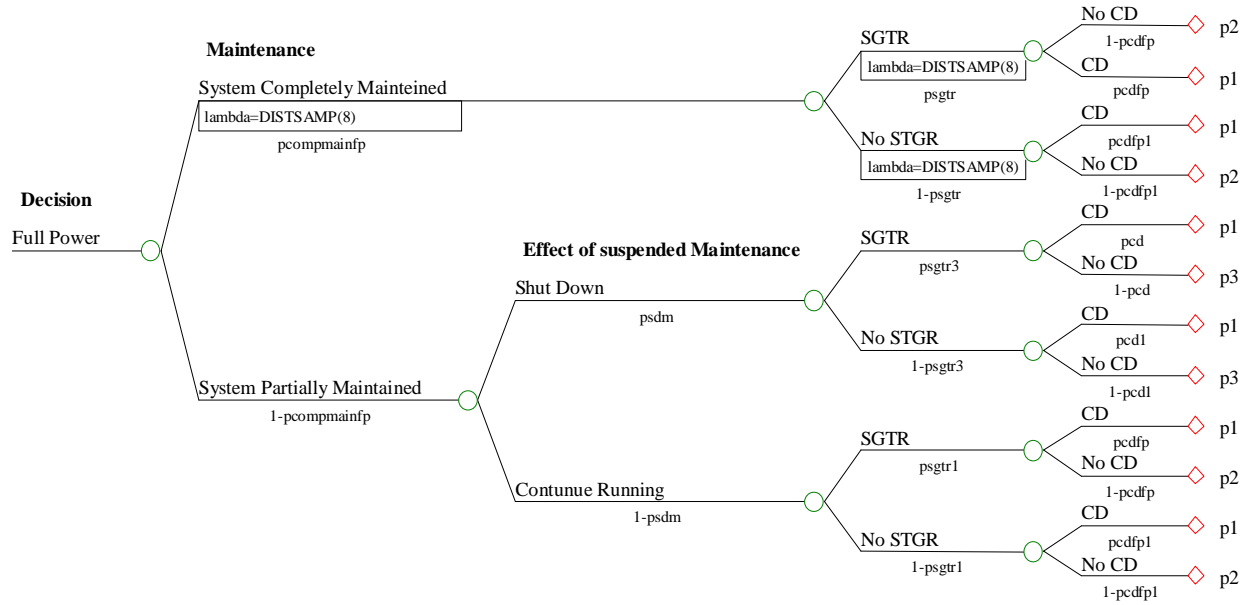 No CD
p2
Maintenance
SGTR
1-pcdfp
lambda=DISTSAMP(8)
CD
p1
System Completely Mainteined
psgtr
pcdfp
lambda=DISTSAMP(8)
CD
p1
pcompmainfp
No STGR
pcdfp1
lambda=DISTSAMP(8)
No CD
p2
1-psgtr
1-pcdfp1
Decision
CD
p1
Full Power
Effect of suspended Maintenance
SGTR
pcd
psgtr3
No CD
p3
Shut Down
1-pcd
psdm
CD
p1
No STGR
pcd1
1-psgtr3
No CD
p3
System Partially Maintained
1-pcd1
1-pcompmainfp
CD
p1
SGTR
pcdfp
psgtr1
No CD
p2
Contunue Running
1-pcdfp
1-psdm
CD
p1
No STGR
pcdfp1
1-psgtr1
No CD
p2
1-pcdfp1